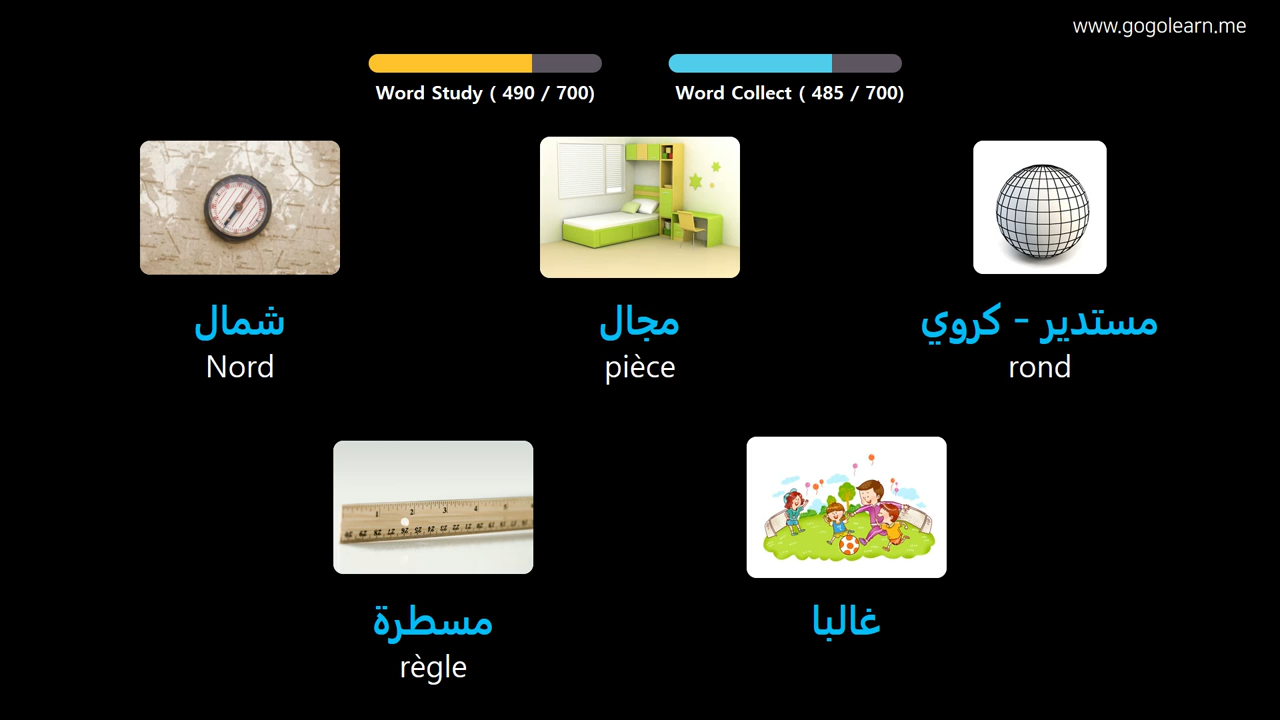 www.gogolearn.me
Word Study ( 490 / 700)
Word Collect ( 485 / 700)
شمال
Nord
مجال
pièce
مستدير - كروي
rond
مسطرة
règle
غالبا